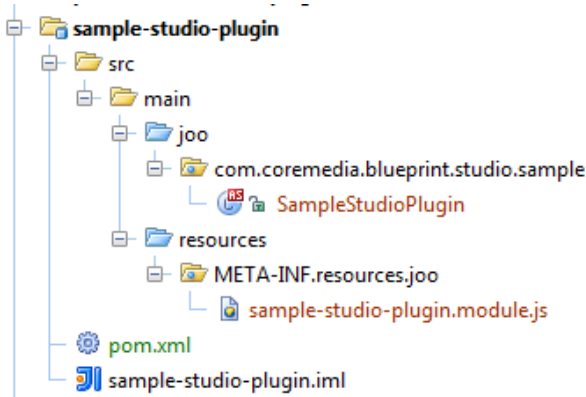 sample-studio-plugin
src
main
joo
com.coremedia.blueprint.studio.sample
SampleStudioPlugin
resources
META-INF.resources.joo
sample-studio-plugin.module.js
pom.xml
sample-studio-plugin.iml